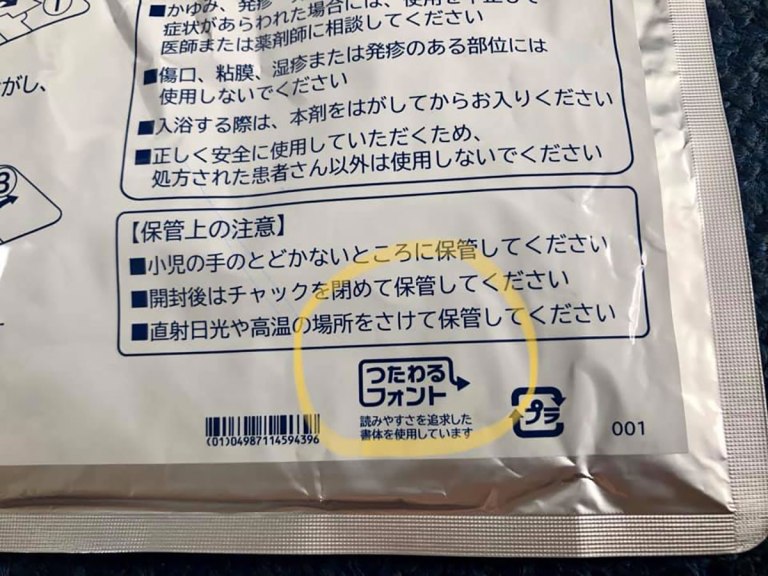 ①
■かゆみ、発疹
症状があらわれた場合には、使用を中止して
医師または薬剤師に相談してください
■傷口、粘膜、湿疹または発疹のある部位には
使用しないでください
がし、
■入浴する際は、本剤をはがしてからお入りください
■正しく安全に使用していただくため、
処方された患者さん以外は使用しないでください
③
【保管上の注意】
■小児の手のとどかないところに保管してください
■開封後はチャックを閉めて保管してください
■直射日光や高温の場所をさけて保管してください
つたわる
フォント
読みやすさを追求した
書体を使用しています
(01)04987114594396
プラ
001